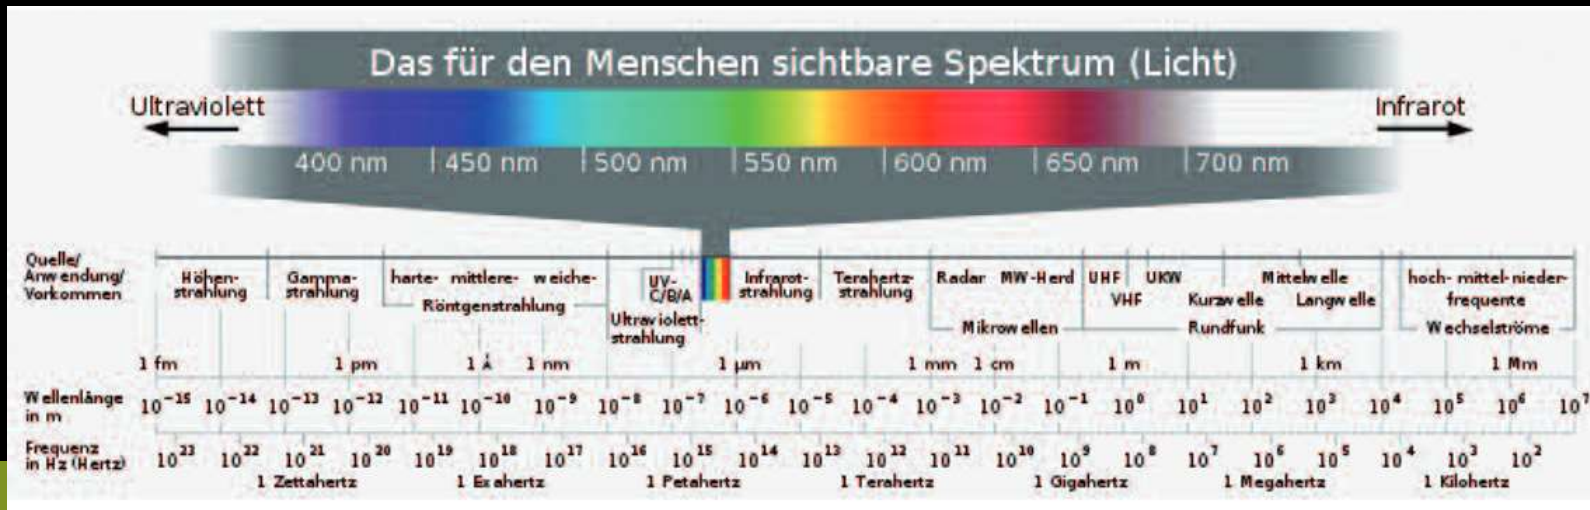 Das für den Menschen sichtbare Spektrum (Licht)
Ultraviolett
Infrarot
400 nm
450 nm
500 nm
550 nm
600 nm
650 nm
700 nm
Quelle/
Anwendung/
Vorkommen
Höhen-
strahlung
Gamma-
strahlung
harte- mittlere- weiche-
Röntgenstrahlung
UV-
C/B/A
Ultraviolett-
strahlung
Infrarot-
strahlung
Terahertz-
strahlung
Radar MW-Herd
Mikrowellen
UHF UKW Mittelwelle
VHF Kurzwelle Langwelle
Rundfunk
hoch- mittel- nieder-
frequente
Wechselströme
1 fm 1 pm 1 Å 1 nm 1 µm 1 mm 1 cm 1 m 1 km 1 Mm
Wellenlänge
in m
10⁻¹⁵ 10⁻¹⁴ 10⁻¹³ 10⁻¹² 10⁻¹¹ 10⁻¹⁰ 10⁻⁹ 10⁻⁸ 10⁻⁷ 10⁻⁶ 10⁻⁵ 10⁻⁴ 10⁻³ 10⁻² 10⁻¹ 10⁰ 10¹ 10² 10³ 10⁴ 10⁵ 10⁶ 10⁷
Frequenz
in Hz (Hertz)
10²³ 10²² 10²¹ 10²⁰ 10¹⁹ 10¹⁸ 10¹⁷ 10¹⁶ 10¹⁵ 10¹⁴ 10¹³ 10¹² 10¹¹ 10¹⁰ 10⁹ 10⁸ 10⁷ 10⁶ 10⁵ 10⁴ 10³ 10²
1 Zettahertz 1 Exahertz 1 Petahertz 1 Terahertz 1 Gigahertz 1 Megahertz 1 Kilohertz